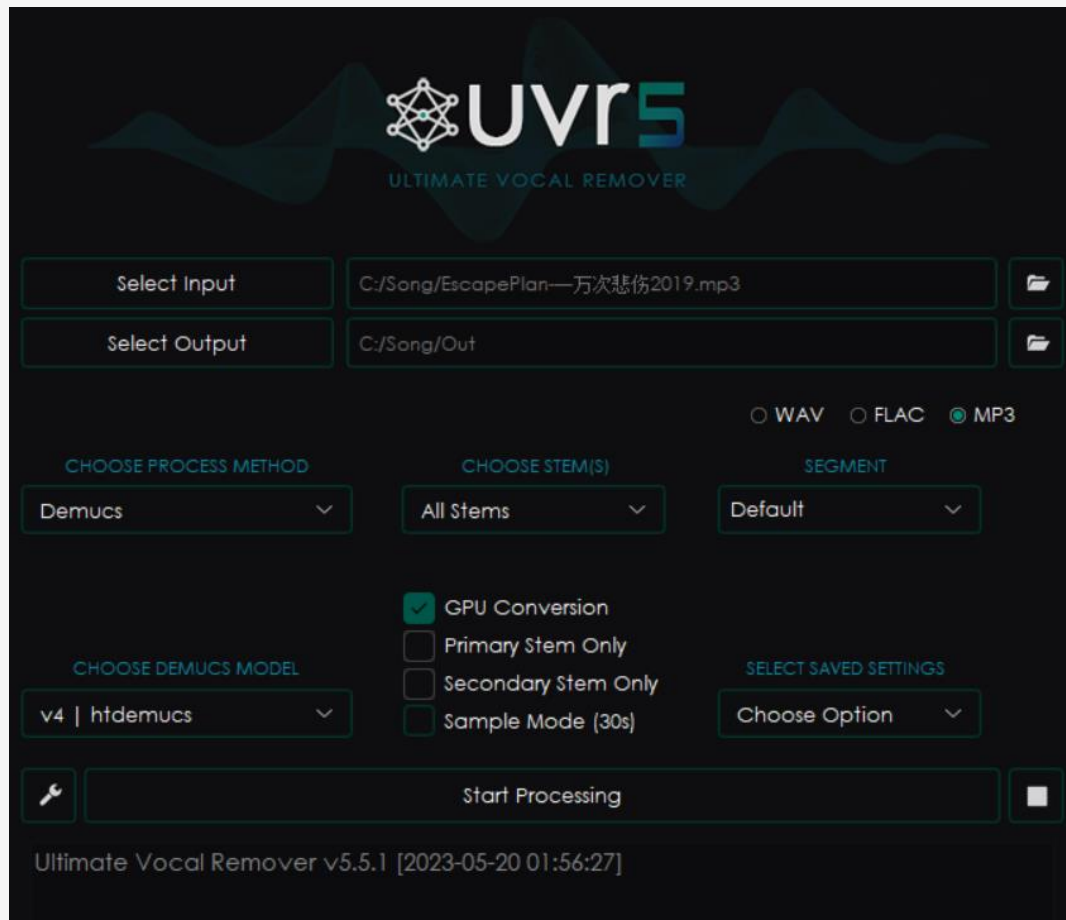 uvr5
ULTIMATE VOCAL REMOVER
Select Input
C:/Song/EscapePlan——万次悲伤2019.mp3
Select Output
C:/Song/Out
WAV FLAC MP3
CHOOSE PROCESS METHOD CHOOSE STEM(S) SEGMENT
Demucs All Stems Default
GPU Conversion
Primary Stem Only
CHOOSE DEMUCS MODEL Secondary Stem Only SELECT SAVED SETTINGS
v4 | htdemucs Sample Mode (30s) Choose Option
Start Processing
Ultimate Vocal Remover v5.5.1 [2023-05-20 01:56:27]